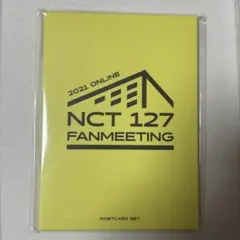 2021 ONLINE
NCT 127
FANMEETING
POSTCARD SET